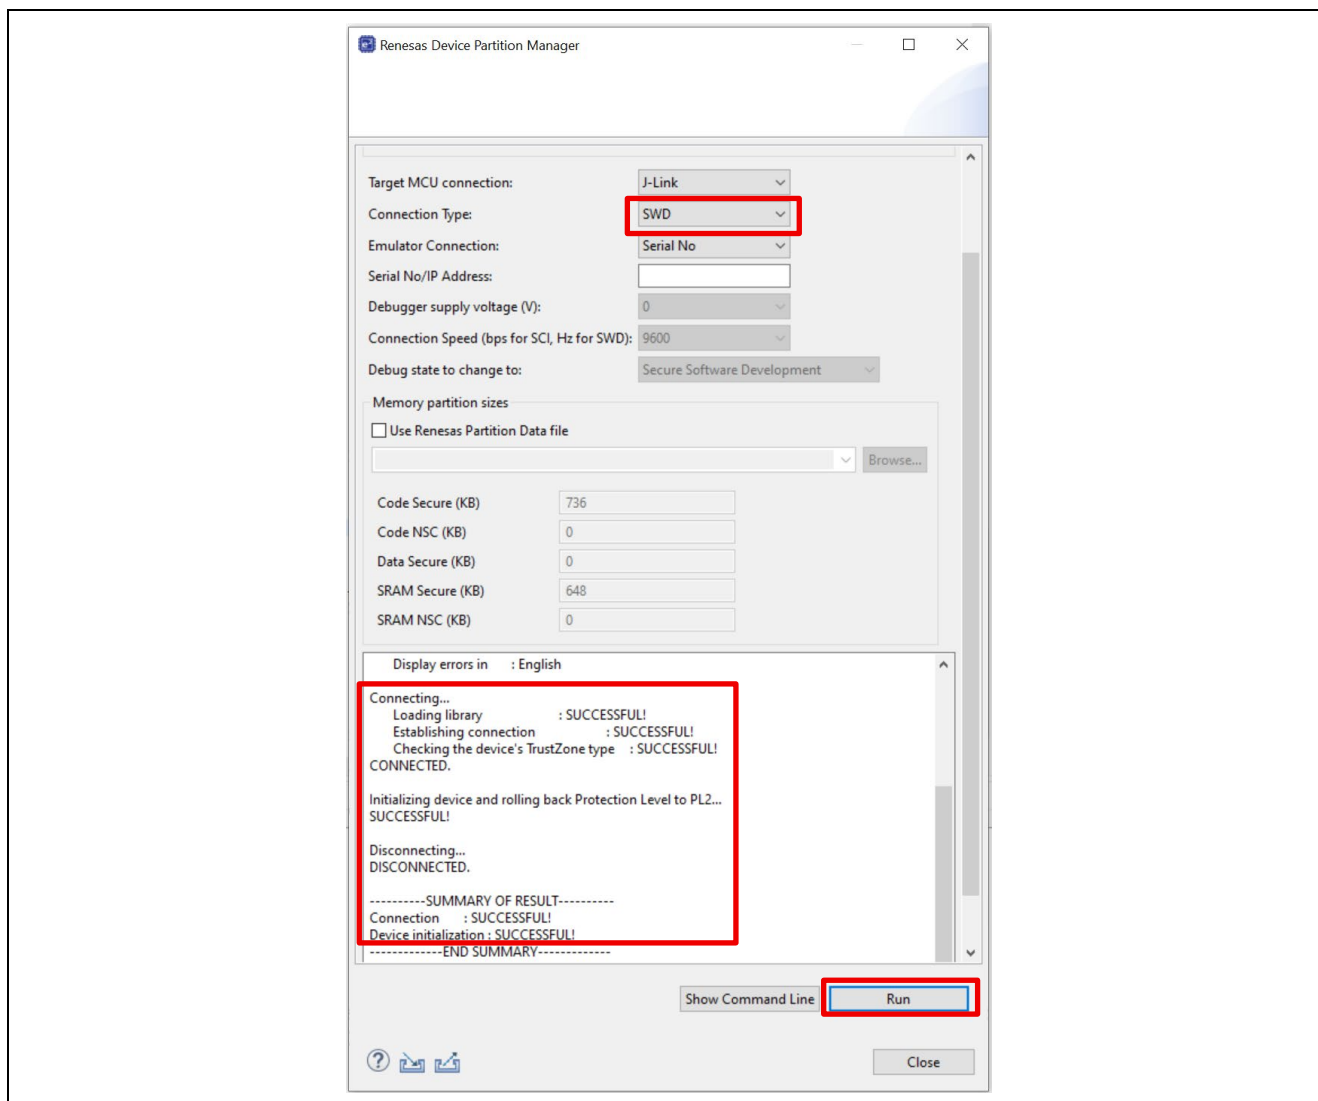 Renesas Device Partition Manager
Target MCU connection: J-Link
Connection Type: SWD
Emulator Connection: Serial No
Serial No/IP Address:
Debugger supply voltage (V): 0
Connection Speed (bps for SCI, Hz for SWD): 9600
Debug state to change to: Secure Software Development
Memory partition sizes
Use Renesas Partition Data file
Browse...
Code Secure (KB) 736
Code NSC (KB) 0
Data Secure (KB) 0
SRAM Secure (KB) 648
SRAM NSC (KB) 0
Display errors in : English
Connecting...
Loading library : SUCCESSFUL!
Establishing connection : SUCCESSFUL!
Checking the device's TrustZone type : SUCCESSFUL!
CONNECTED.
Initializing device and rolling back Protection Level to PL2...
SUCCESSFUL!
Disconnecting...
DISCONNECTED.
----------SUMMARY OF RESULT----------
Connection : SUCCESSFUL!
Device initialization : SUCCESSFUL!
-------------END SUMMARY-------------
Show Command Line Run
Close